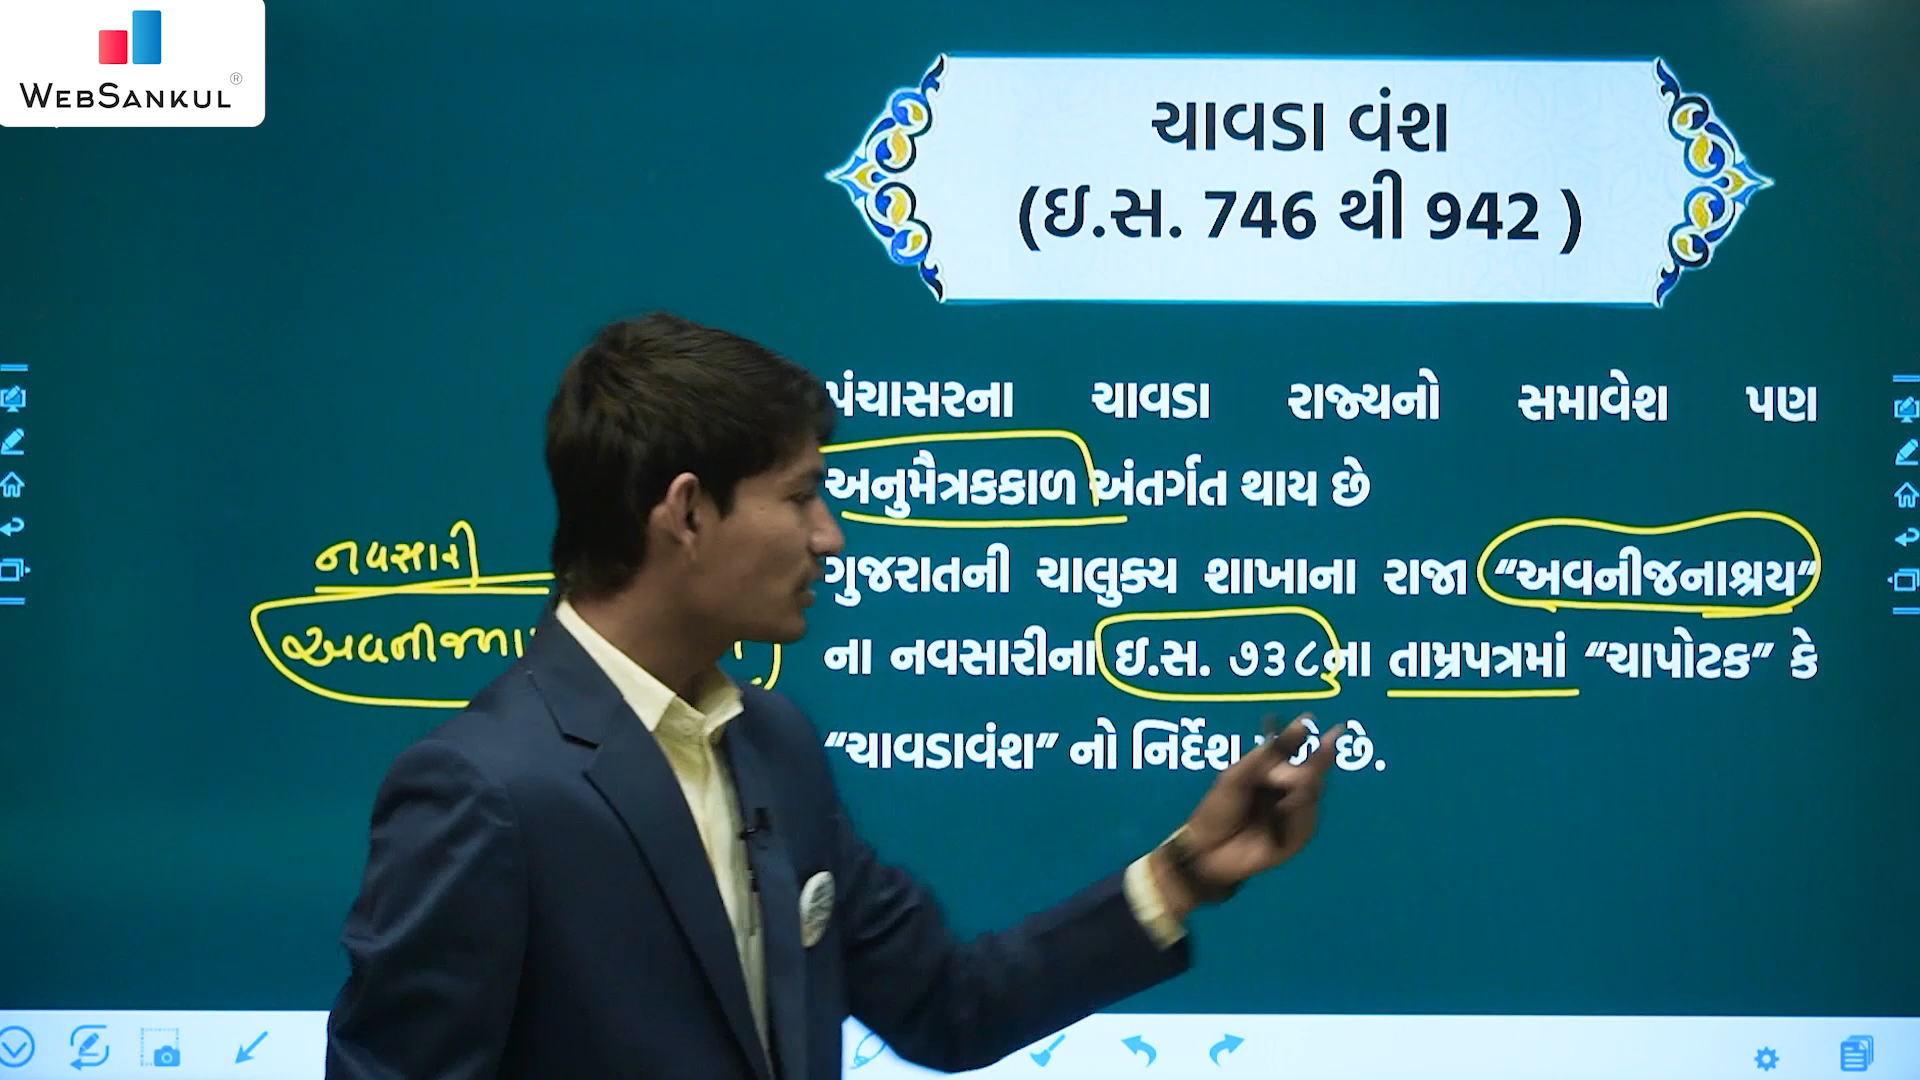 WEBSANKUL®
ચાવડા વંશ
(ઇ.સ. 746 થી 942 )
પંચાસરના ચાવડા રાજ્યનો સમાવેશ પણ
અનુમૈત્રકકાળ અંતર્ગત થાય છે
ગુજરાતની ચાલુક્ય શાખાના રાજા “અવનીજનાશ્રય”
ના નવસારીના ઇ.સ. ૭૩૮ના તામ્રપત્રમાં “ચાપોટક” કે
“ચાવડાવંશ” નો નિર્દેશ છે.
નવસારી